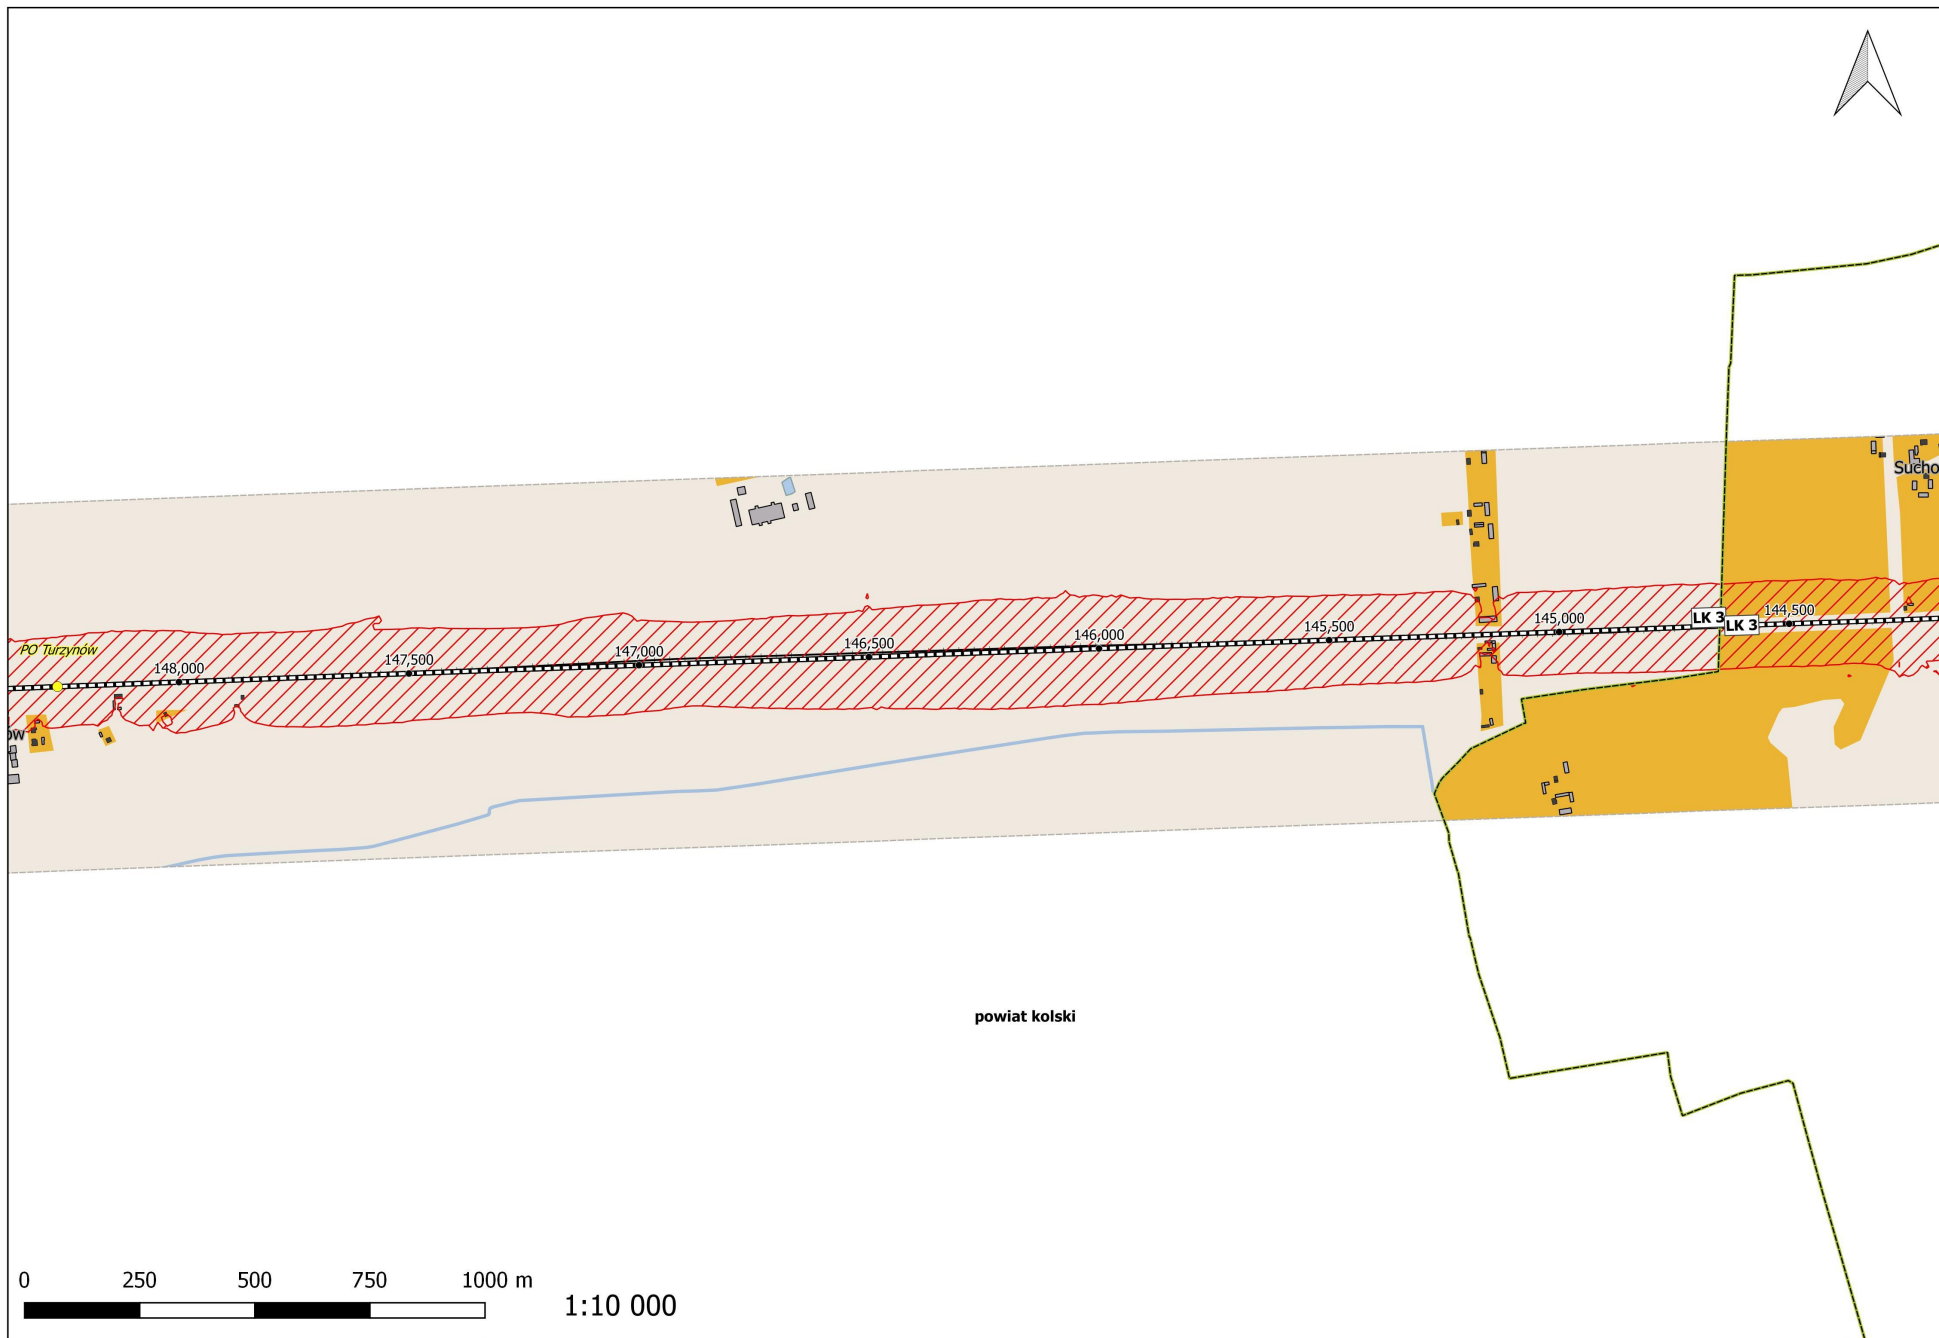 Sucho
LK 3
LK 3
144,500
145,000
145,500
146,000
146,500
147,000
147,500
148,000
PO Turzynów
ów
powiat kolski
0 250 500 750 1000 m
1:10 000